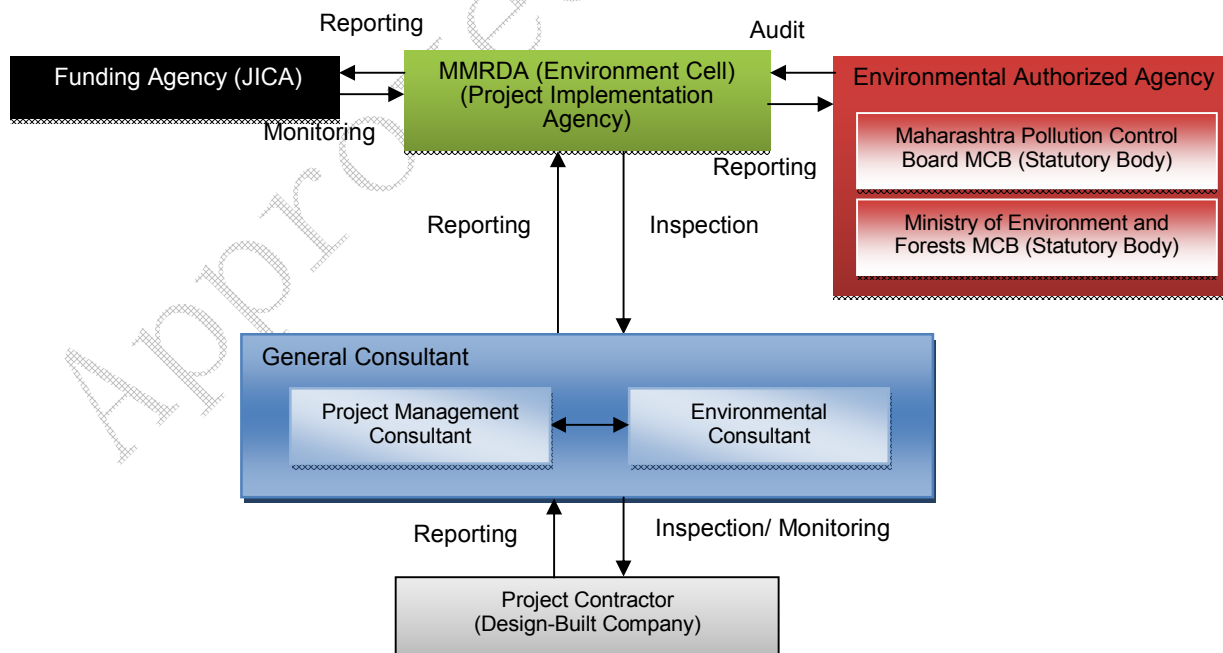 Reporting
Audit
Funding Agency (JICA)
MMRDA (Environment Cell)
(Project Implementation
Agency)
Environmental Authorized Agency
Monitoring
Reporting
Maharashtra Pollution Control
Board MCB (Statutory Body)
Ministry of Environment and
Forests MCB (Statutory Body)
Reporting
Inspection
General Consultant
Project Management
Consultant
Environmental
Consultant
Reporting
Inspection/ Monitoring
Project Contractor
(Design-Built Company)